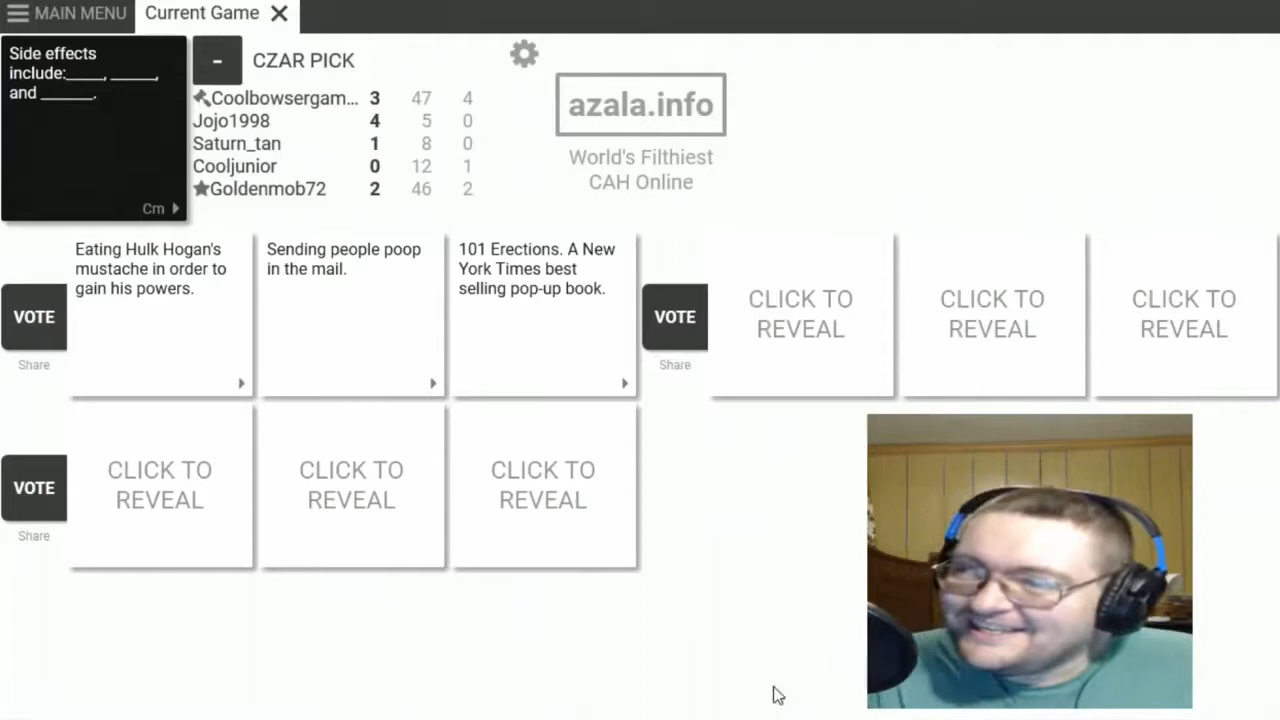 MAIN MENU
Current Game
Side effects
include:_____, ______,
and _______.
Cm
-
CZAR PICK
Coolbowsergam... 3 47 4
Jojo1998 4 5 0
Saturn_tan 1 8 0
Cooljunior 0 12 1
Goldenmob72 2 46 2
azala.info
World's Filthiest
CAH Online
VOTE
Share
Eating Hulk Hogan's
mustache in order to
gain his powers.
Sending people poop
in the mail.
101 Erections. A New
York Times best
selling pop-up book.
VOTE
Share
CLICK TO
REVEAL
CLICK TO
REVEAL
CLICK TO
REVEAL
VOTE
Share
CLICK TO
REVEAL
CLICK TO
REVEAL
CLICK TO
REVEAL